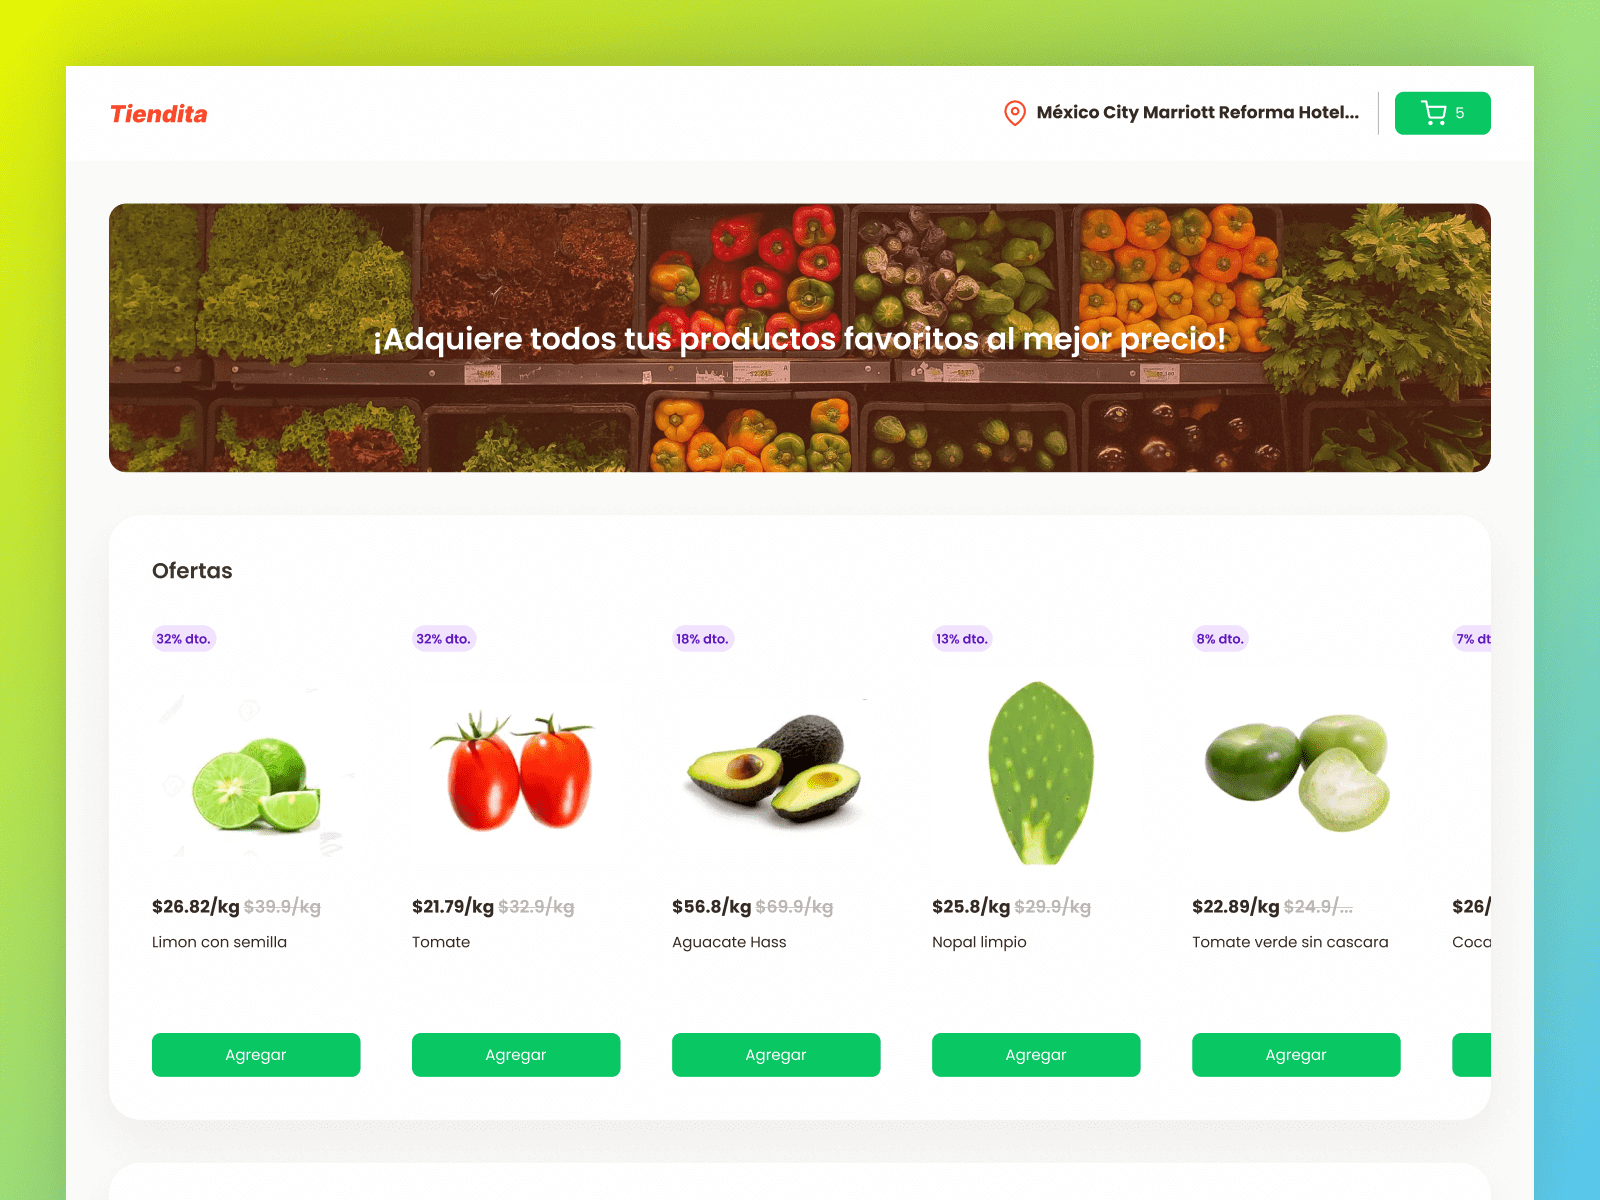 Tiendita
México City Marriott Reforma Hotel...
5
¡Adquiere todos tus productos favoritos al mejor precio!
Ofertas
32% dto.
$26.82/kg $39.9/kg
Limon con semilla
Agregar
32% dto.
$21.79/kg $32.9/kg
Tomate
Agregar
18% dto.
$56.8/kg $69.9/kg
Aguacate Hass
Agregar
13% dto.
$25.8/kg $29.9/kg
Nopal limpio
Agregar
8% dto.
$22.89/kg $24.9/...
Tomate verde sin cascara
Agregar
7% dt
$26/
Coca